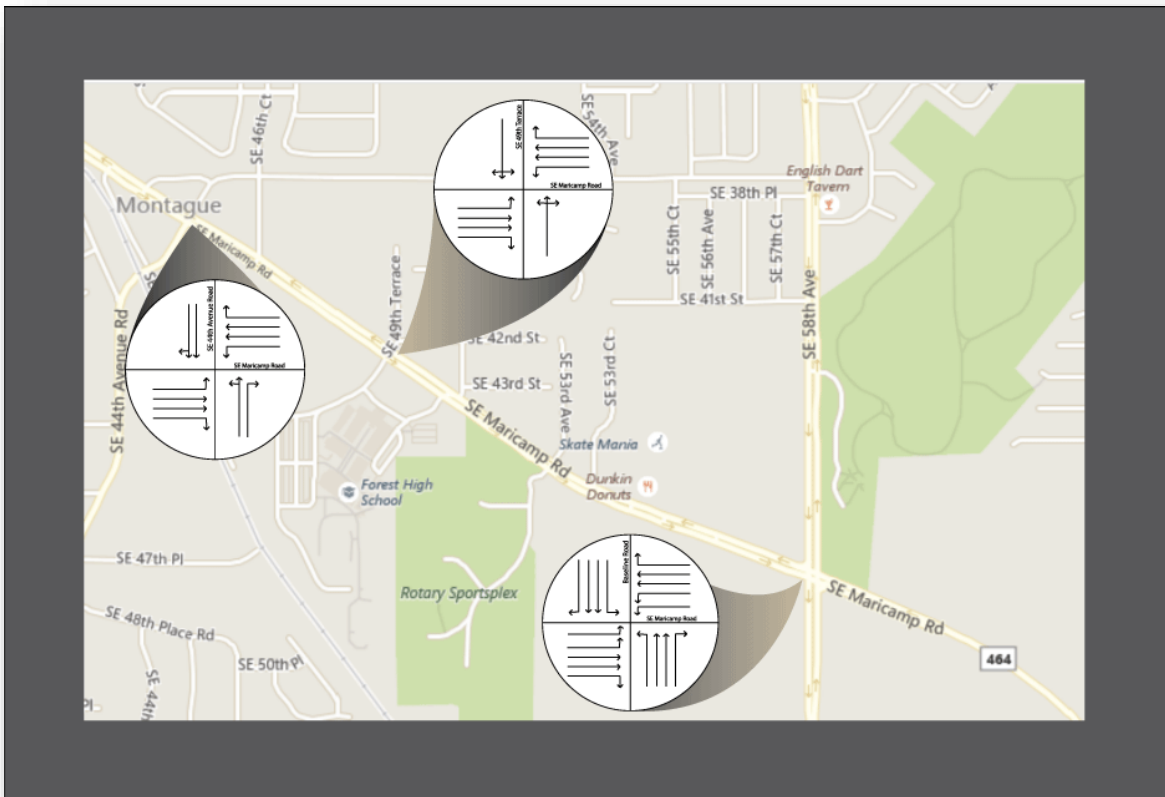 SE 46th Ct
SE 54th Ave
SE 49th Terrace
SE Maricamp Road
English Dart
Tavern
SE 38th Pl
Montague
SE Maricamp Rd
SE 55th Ct
SE 56th Ave
SE 57th Ct
SE 49th Terrace
SE 41st St
SE 58th Ave
SE 44th Avenue Road
SE Maricamp Road
SE 44th Avenue Rd
SE 42nd St
SE 43rd St
SE 53rd Ave
SE 53rd Ct
SE Maricamp Rd
Skate Mania
Dunkin
Donuts
Forest High
School
SE 47th Pl
Baseline Road
SE Maricamp Road
Rotary Sportsplex
SE Maricamp Rd
SE 48th Place Rd
SE 50th Pl
464
SE 44th
Pl